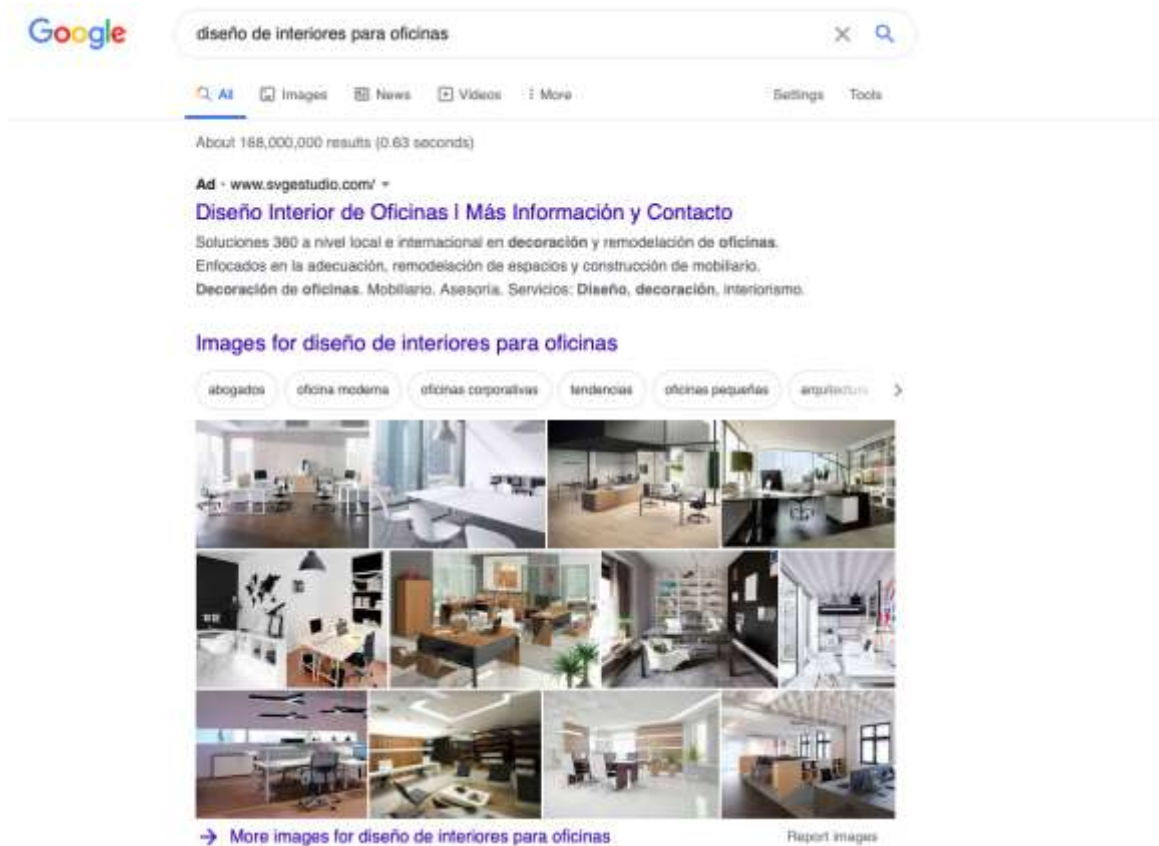 Google
diseño de interiores para oficinas
All Images News Videos More Settings Tools
About 168,000,000 results (0.63 seconds)
Ad · www.svgestudio.com/
Diseño Interior de Oficinas | Más Información y Contacto
Soluciones 360 a nivel local e internacional en decoración y remodelación de oficinas.
Enfocados en la adecuación, remodelación de espacios y construcción de mobiliario.
Decoración de oficinas. Mobiliario. Asesoria. Servicios: Diseño, decoración, interiorismo.
Images for diseño de interiores para oficinas
abogados oficina moderna oficinas corporativas tendencias oficinas pequeñas arquitectura
More images for diseño de interiores para oficinas Report images